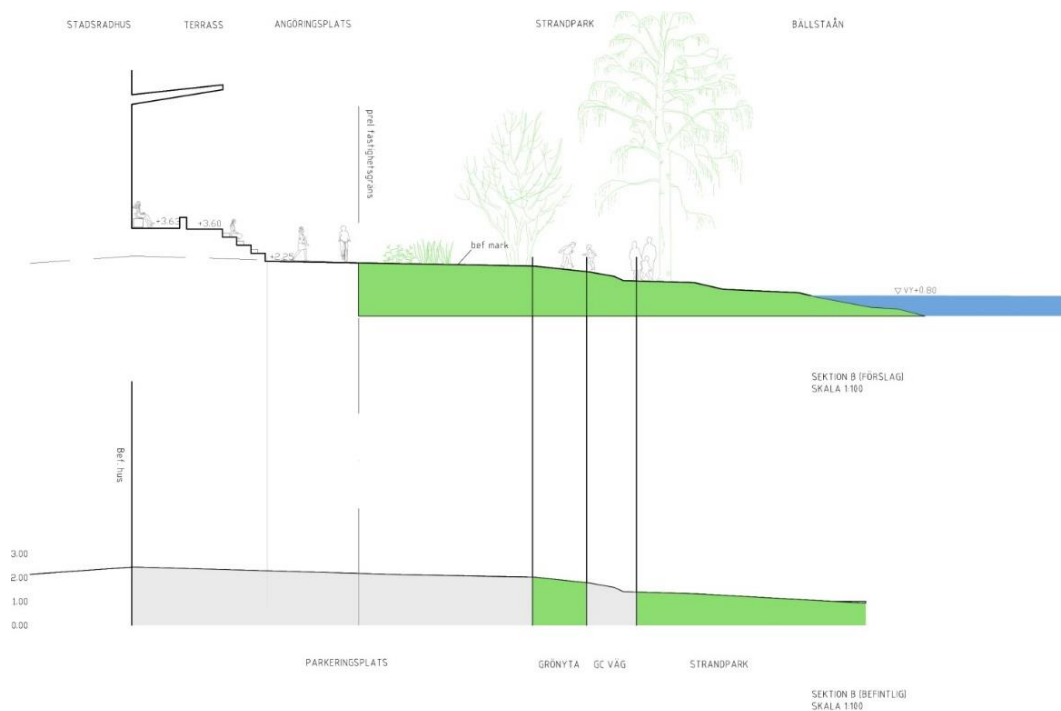 STADSRADHUS
TERRASS
ANGÖRINGSPLATS
STRANDPARK
BÄLLSTAÅN
prel fastighetsgräns
+3.63
+3.60
bef mark
+2.25
VY+0.80
SEKTION B (FÖRSLAG)
SKALA 1:100
Bef. hus
3.00
2.00
1.00
0.00
PARKERINGSPLATS
GRÖNYTA
GC VÄG
STRANDPARK
SEKTION B (BEFINTLIG)
SKALA 1:100